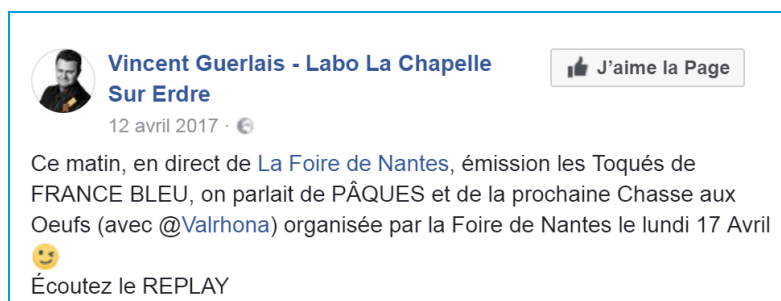 Vincent Guerlais - Labo La Chapelle
Sur Erdre
J'aime la Page
12 avril 2017 ·
Ce matin, en direct de La Foire de Nantes, émission les Toqués de
FRANCE BLEU, on parlait de PÂQUES et de la prochaine Chasse aux
Oeufs (avec @Valrhona) organisée par la Foire de Nantes le lundi 17 Avril
😉
Écoutez le REPLAY